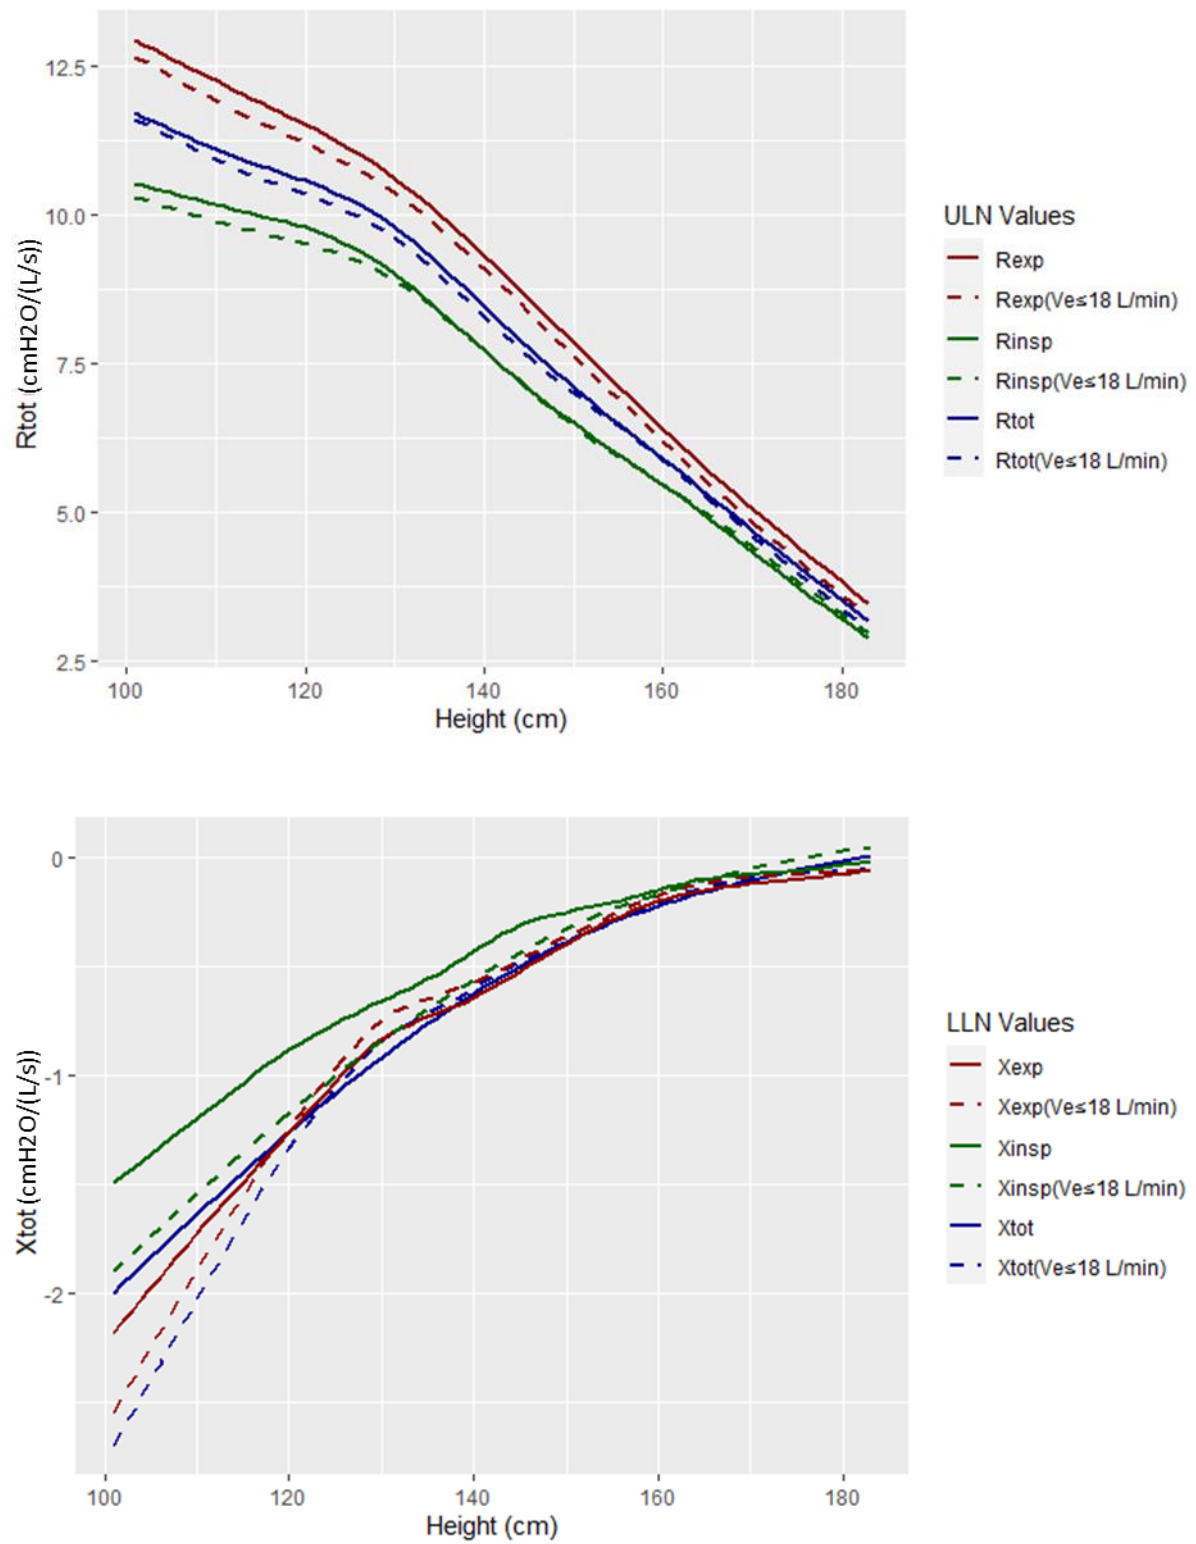 12.5
10.0
7.5
5.0
2.5
Rtot (cmH2O/(L/s))
100 120 140 160 180
Height (cm)
ULN Values
Rexp
Rexp(Ve≤18 L/min)
Rinsp
Rinsp(Ve≤18 L/min)
Rtot
Rtot(Ve≤18 L/min)
0
-1
-2
Xtot (cmH2O/(L/s))
100 120 140 160 180
Height (cm)
LLN Values
Xexp
Xexp(Ve≤18 L/min)
Xinsp
Xinsp(Ve≤18 L/min)
Xtot
Xtot(Ve≤18 L/min)